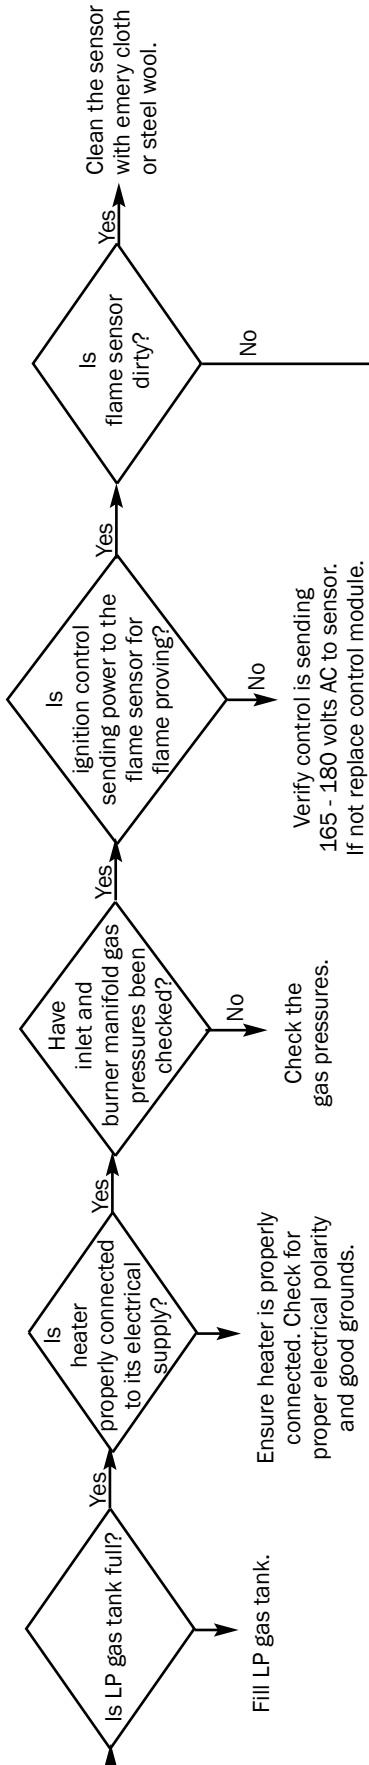 Is LP gas tank full?
Yes
Fill LP gas tank.
Is
heater
properly connected
to its electrical
supply?
Yes
Ensure heater is properly
connected. Check for
proper electrical polarity
and good grounds.
Have
inlet and
burner manifold gas
pressures been
checked?
Yes
No
Check the
gas pressures.
Is
ignition control
sending power to the
flame sensor for
flame proving?
Yes
No
Verify control is sending
165 - 180 volts AC to sensor.
If not replace control module.
Is
flame sensor
dirty?
Yes
No
Clean the sensor
with emery cloth
or steel wool.